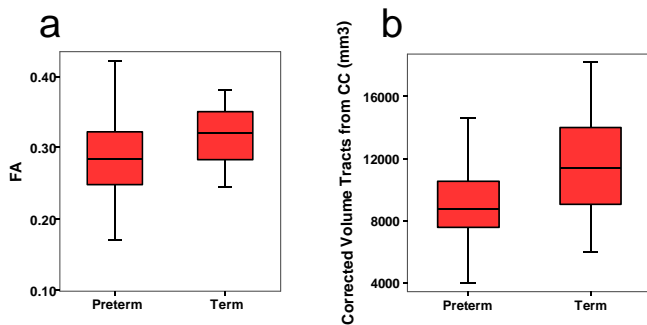 a
FA
0.40
0.30
0.20
0.10
Preterm Term
b
Corrected Volume Tracts from CC (mm3)
16000
12000
8000
4000
Preterm Term